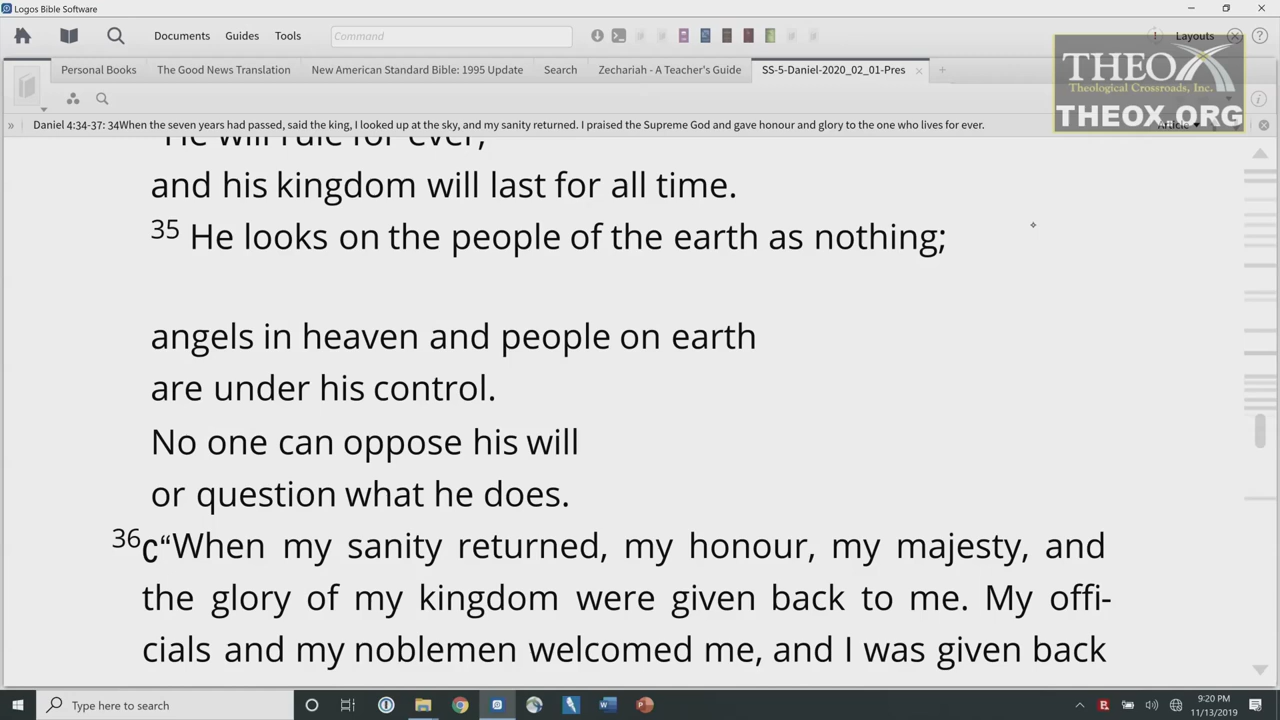 Logos Bible Software
Documents Guides Tools Command Layouts
THEOX
Theological Crossroads, Inc.
THEOX.ORG
Personal Books The Good News Translation New American Standard Bible: 1995 Update Search Zechariah - A Teacher's Guide SS-5-Daniel-2020_02_01-Pres
» Daniel 4:34-37: 34When the seven years had passed, said the king, I looked up at the sky, and my sanity returned. I praised the Supreme God and gave honour and glory to the one who lives for ever. Article
“He will rule for ever,
and his kingdom will last for all time.
35 He looks on the people of the earth as nothing;
angels in heaven and people on earth
are under his control.
No one can oppose his will
or question what he does.
36c“When my sanity returned, my honour, my majesty, and
the glory of my kingdom were given back to me. My offi-
cials and my noblemen welcomed me, and I was given back
Type here to search
9:20 PM
11/13/2019